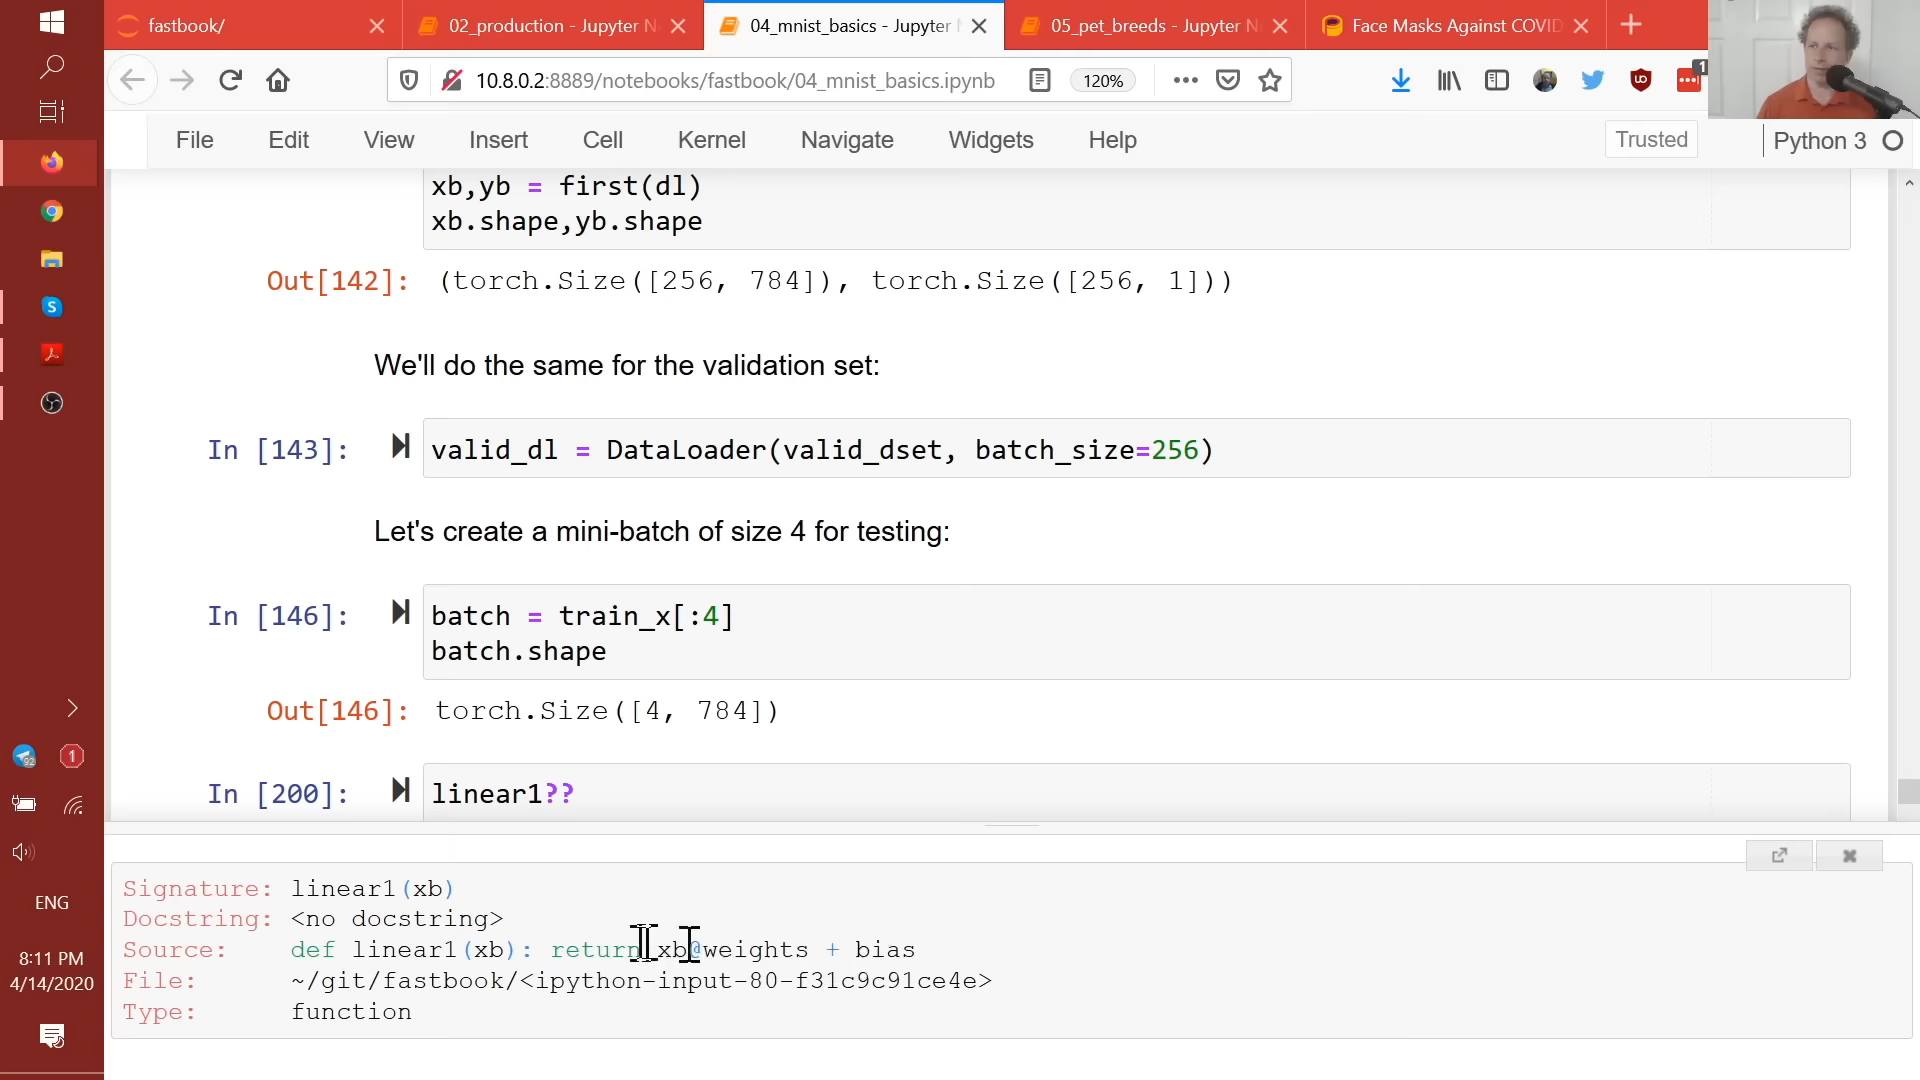 fastbook/
02_production - Jupyter N
04_mnist_basics - Jupyter
05_pet_breeds - Jupyter N
Face Masks Against COVID
10.8.0.2:8889/notebooks/fastbook/04_mnist_basics.ipynb
120%
1
File Edit View Insert Cell Kernel Navigate Widgets Help
Trusted
Python 3
xb,yb = first(dl)
xb.shape,yb.shape
Out[142]: (torch.Size([256, 784]), torch.Size([256, 1]))
We'll do the same for the validation set:
In [143]: valid_dl = DataLoader(valid_dset, batch_size=256)
Let's create a mini-batch of size 4 for testing:
In [146]: batch = train_x[:4]
batch.shape
Out[146]: torch.Size([4, 784])
In [200]: linear1??
Signature: linear1(xb)
Docstring: <no docstring>
Source: def linear1(xb): return xb@weights + bias
File: ~/git/fastbook/<ipython-input-80-f31c9c91ce4e>
Type: function
92
1
ENG
8:11 PM
4/14/2020